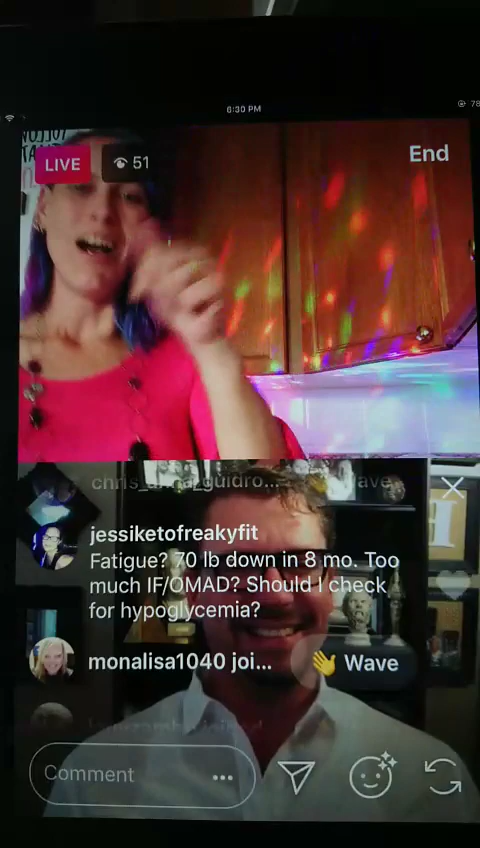 6:30 PM
78
LIVE
51
End
jessiketofreakyfit
Fatigue? 70 lb down in 8 mo. Too
much IF/OMAD? Should I check
for hypoglycemia?
monalisa1040 joi...
Wave
Comment